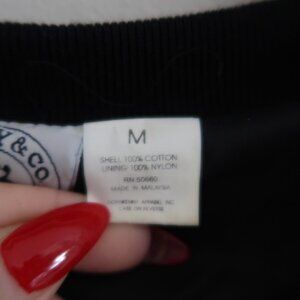 & CO.
M
SHELL 100% COTTON
LINING: 100% NYLON
RN 50660
MADE IN MALAYSIA
APPAREL INC.
CARE ON REVERSE